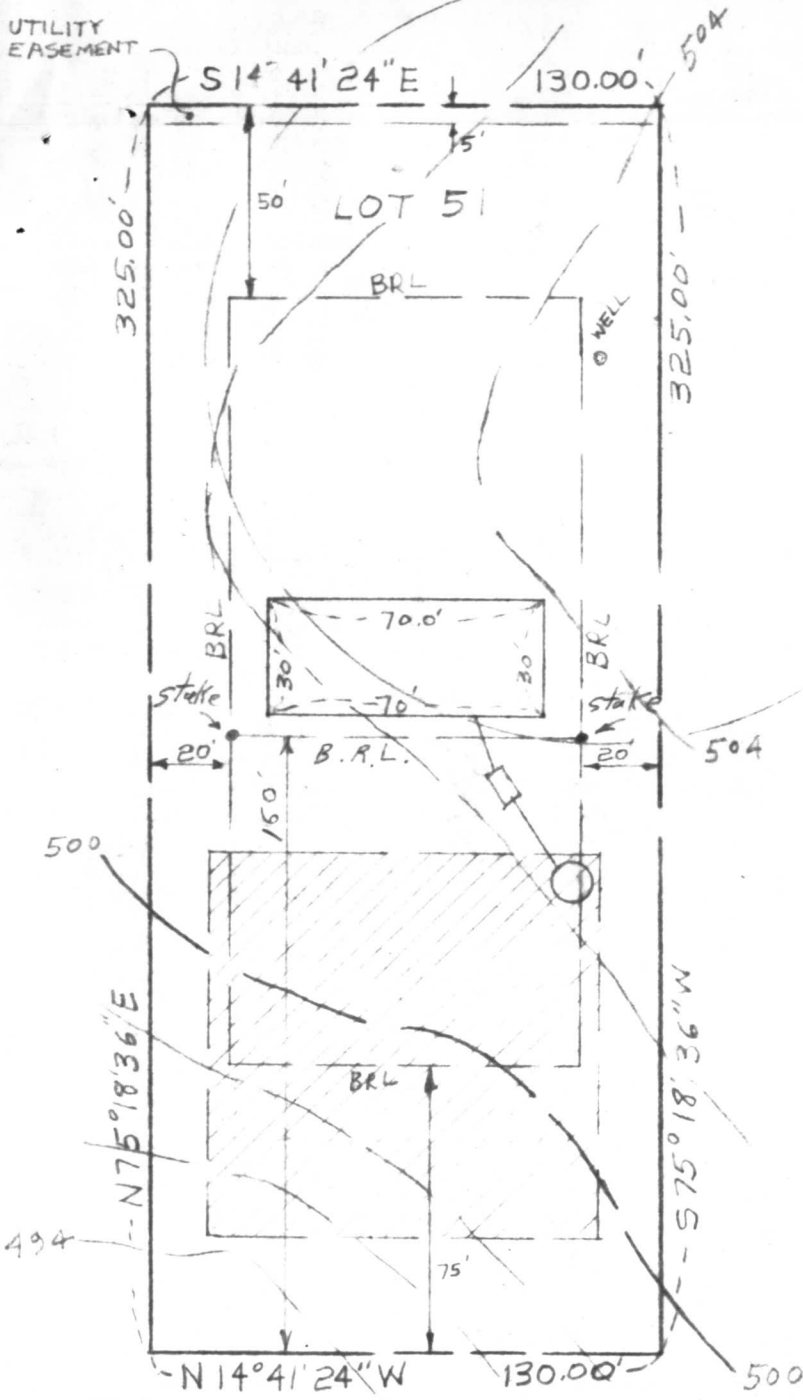 UTILITY
EASEMENT
504
S 14° 41' 24" E 130.00'
5'
50'
LOT 51
325.00'
325.00'
BRL
WELL
70.0'
30'
30'
70'
BRL
BRL
stake
stake
20'
B.R.L.
20'
504
160'
500
N 75° 18' 36" E
S 75° 18' 36" W
BRL
494
75'
N 14° 41' 24" W 130.00'
500